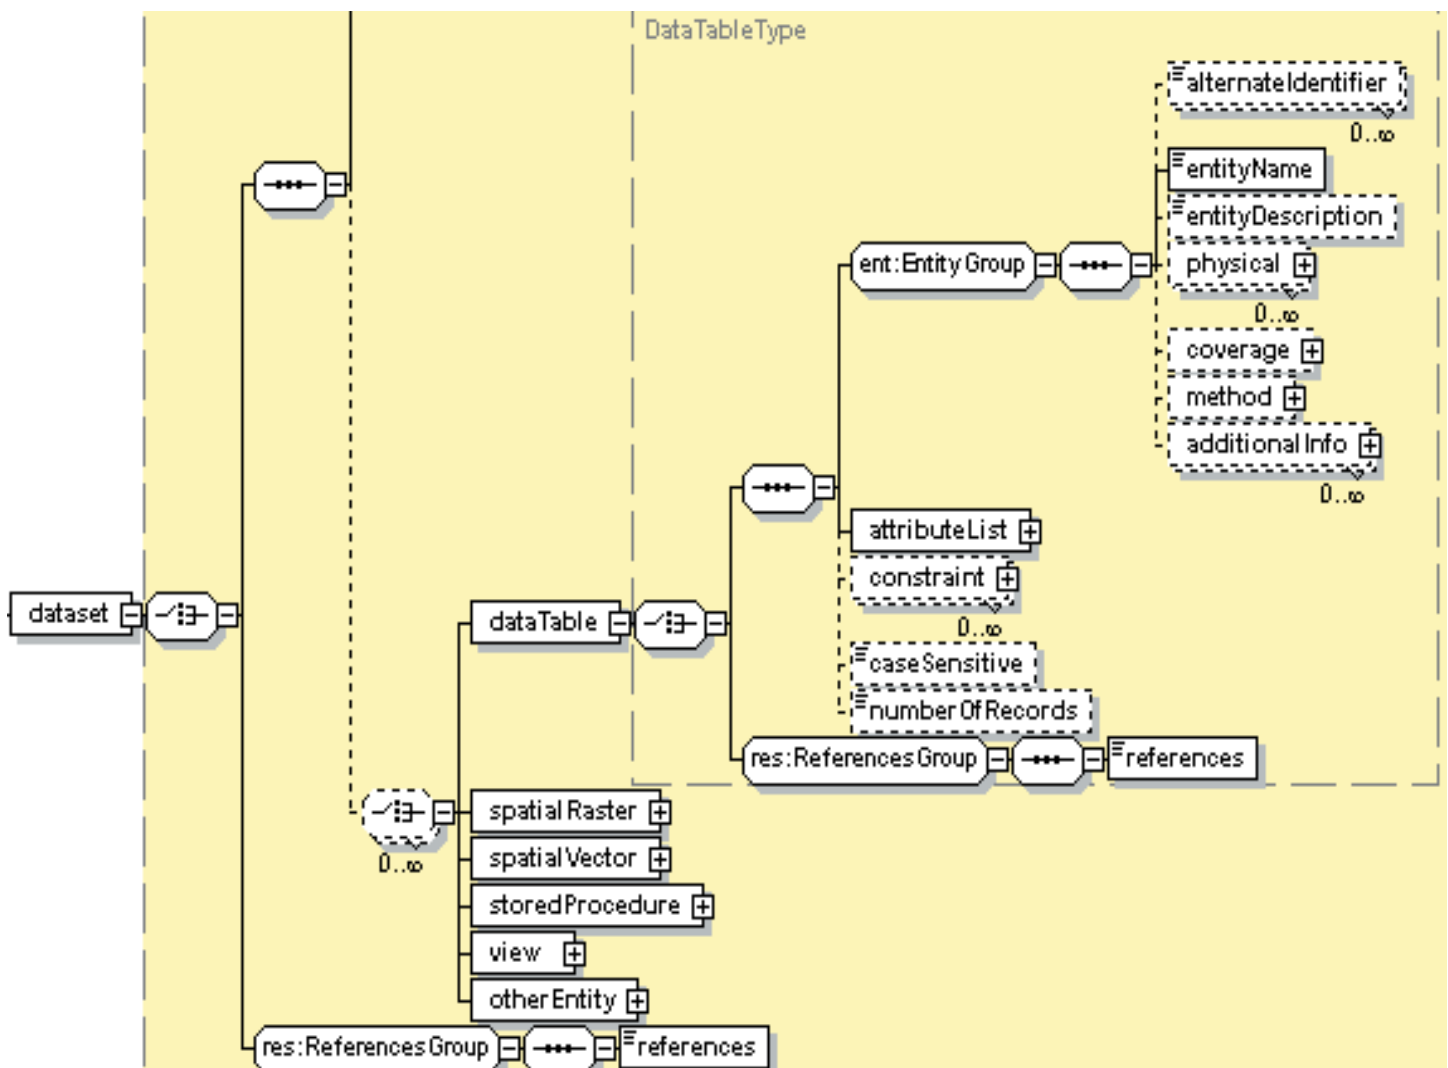 DataTableType
alternateIdentifier
0..∞
entityName
entityDescription
ent:EntityGroup
physical
0..∞
coverage
method
additionalInfo
0..∞
attributeList
constraint
0..∞
dataset
dataTable
caseSensitive
numberOfRecords
res:ReferencesGroup
references
spatialRaster
0..∞
spatialVector
storedProcedure
view
otherEntity
res:ReferencesGroup
references